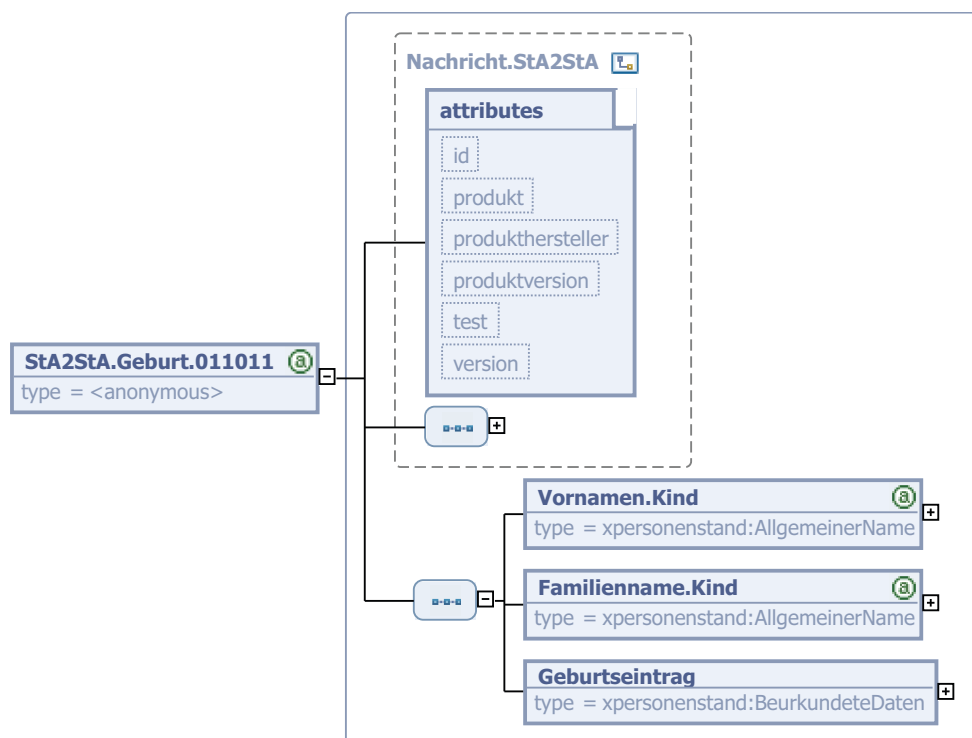 Nachricht.StA2StA
attributes
id
produkt
produkthersteller
produktversion
test
version
StA2StA.Geburt.011011
type = <anonymous>
Vornamen.Kind
type = xpersonenstand:AllgemeinerName
Familienname.Kind
type = xpersonenstand:AllgemeinerName
Geburtseintrag
type = xpersonenstand:BeurkundeteDaten